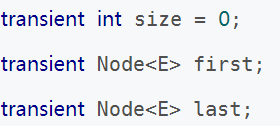 transient int size = 0;
transient Node<E> first;
transient Node<E> last;